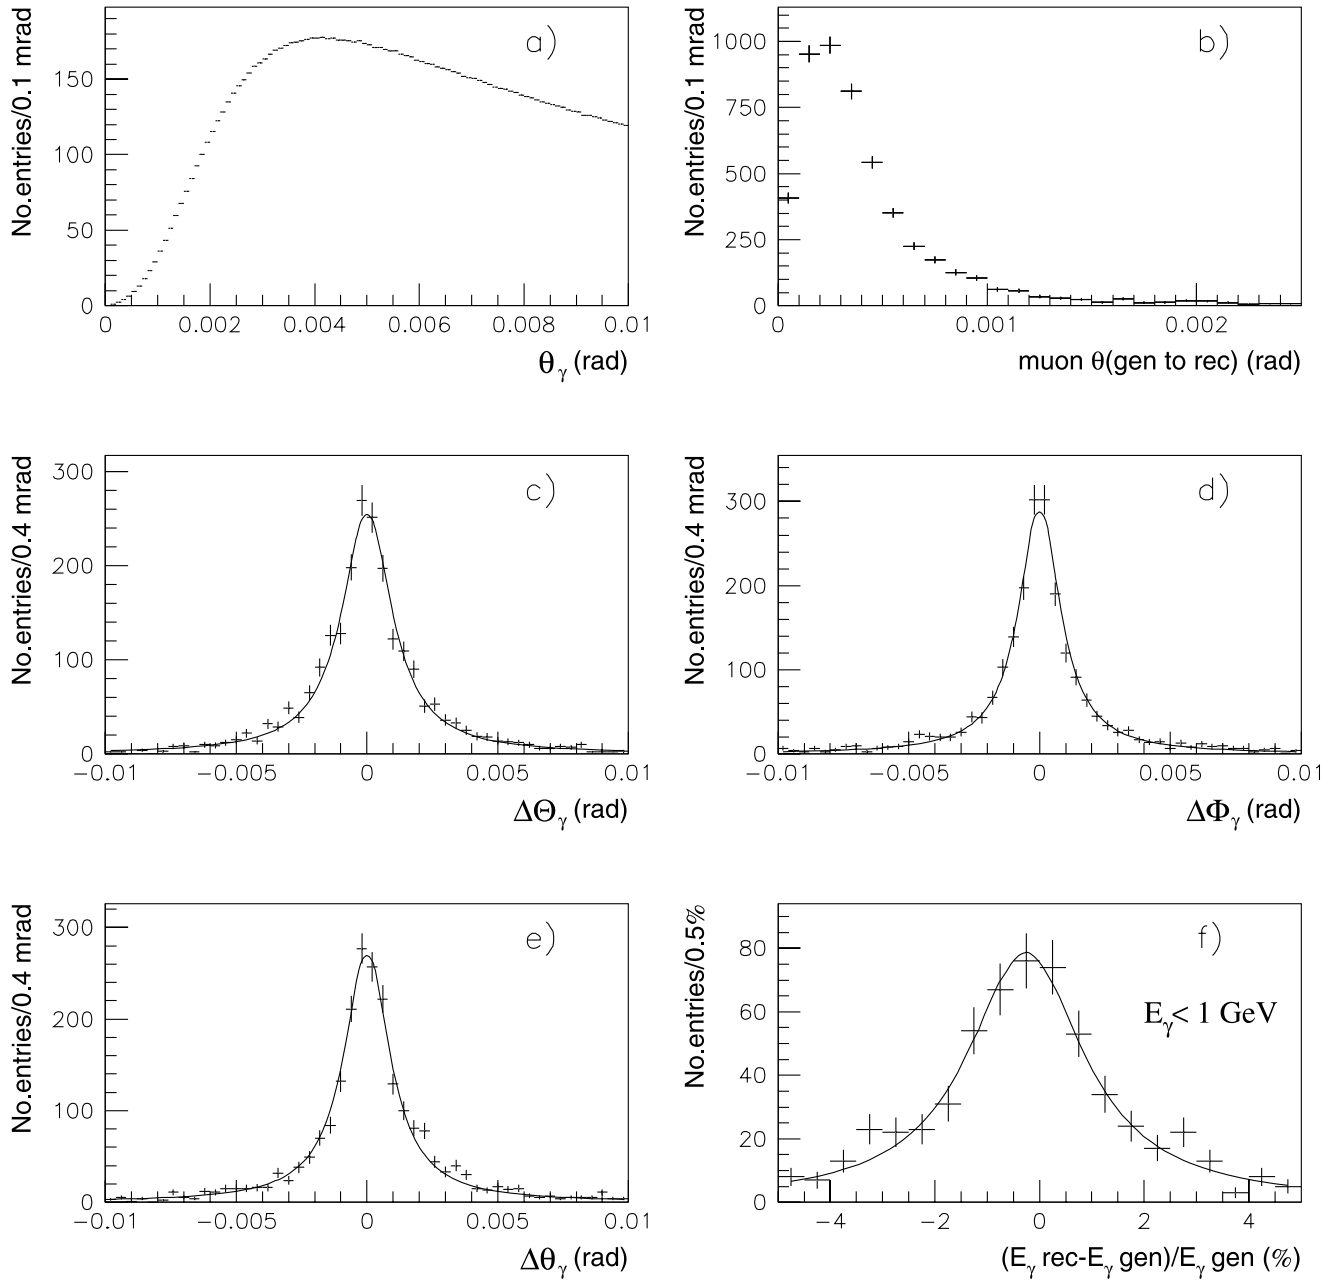 a)
No.entries/0.1 mrad
150
100
50
0
0 0.002 0.004 0.006 0.008 0.01
θγ (rad)
b)
No.entries/0.1 mrad
1000
750
500
250
0
0 0.001 0.002
muon θ(gen to rec) (rad)
c)
No.entries/0.4 mrad
300
200
100
0
−0.01 −0.005 0 0.005 0.01
ΔΘγ (rad)
d)
No.entries/0.4 mrad
300
200
100
0
−0.01 −0.005 0 0.005 0.01
ΔΦγ (rad)
e)
No.entries/0.4 mrad
300
200
100
0
−0.01 −0.005 0 0.005 0.01
Δθγ (rad)
f)
No.entries/0.5%
80
60
40
20
0
Eγ< 1 GeV
−4 −2 0 2 4
(Eγ rec-Eγ gen)/Eγ gen (%)